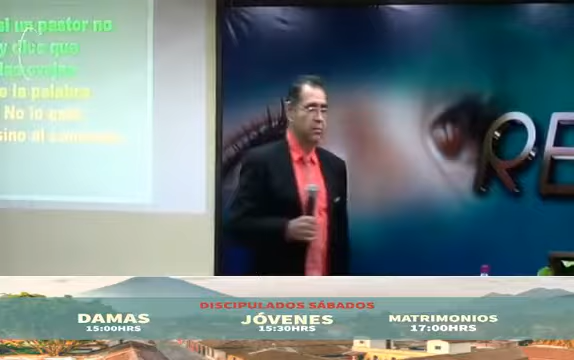 si un pastor no
y dice que
la palabra
No lo
sino al
RE
DISCIPULADOS SÁBADOS
DAMAS
15:00HRS
JÓVENES
15:30HRS
MATRIMONIOS
17:00HRS